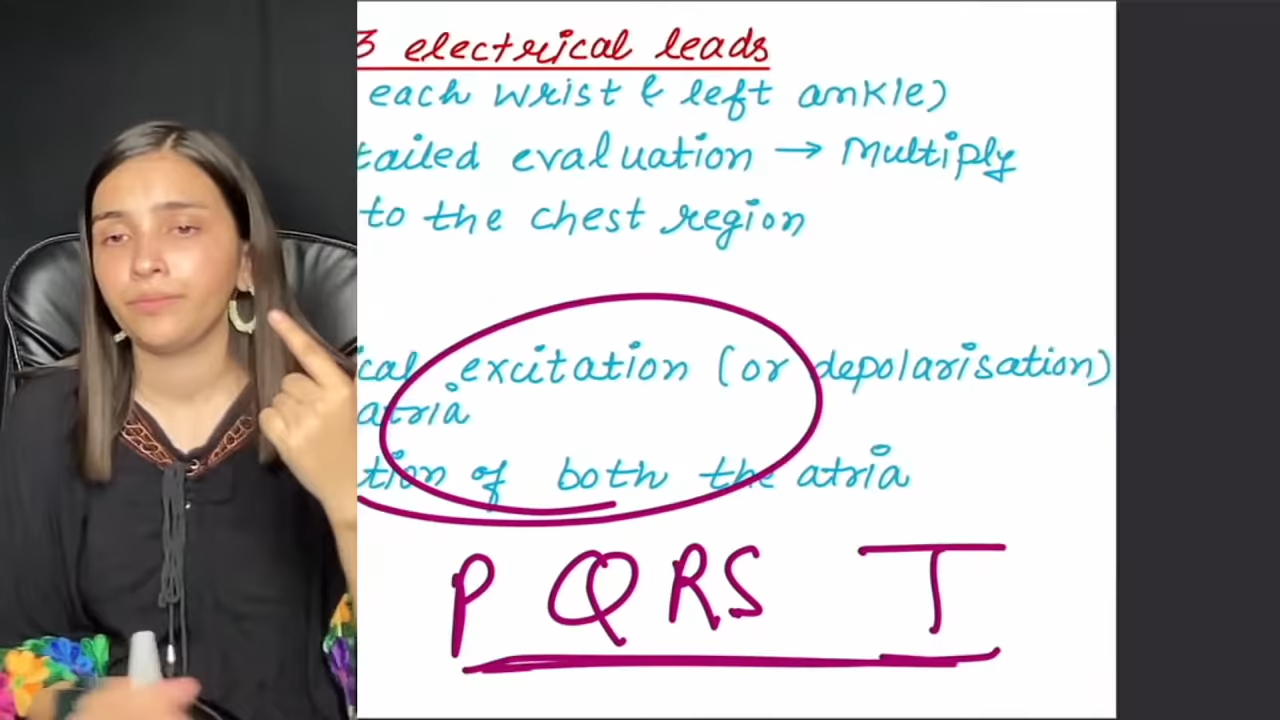 3 electrical leads
each wrist & left ankle)
tailed evaluation → Multiply
to the chest region
ical excitation (or depolarisation)
atria
tion of both the atria
P QRS T